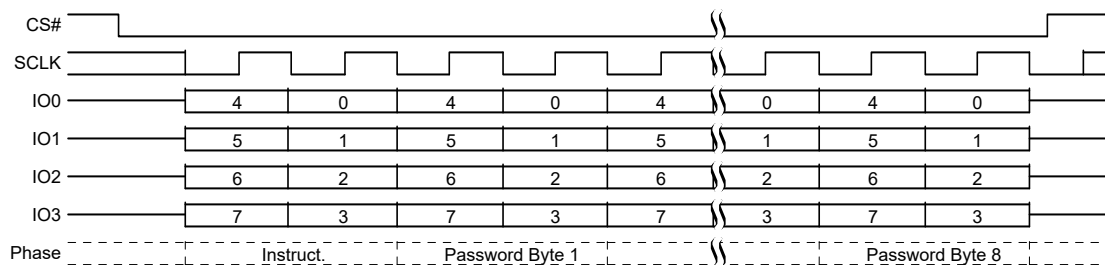 CS#
SCLK
IO0 4 0 4 0 4 0 4 0
IO1 5 1 5 1 5 1 5 1
IO2 6 2 6 2 6 2 6 2
IO3 7 3 7 3 7 3 7 3
Phase Instruct. Password Byte 1 Password Byte 8